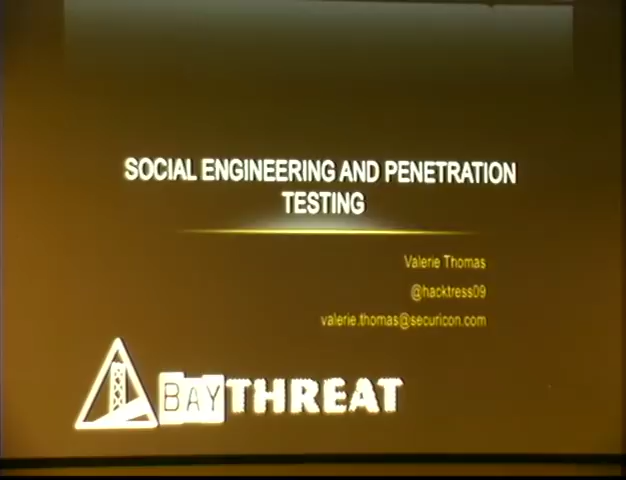 SOCIAL ENGINEERING AND PENETRATION
TESTING
Valerie Thomas
@hacktress09
valerie.thomas@securicon.com
BAYTHREAT